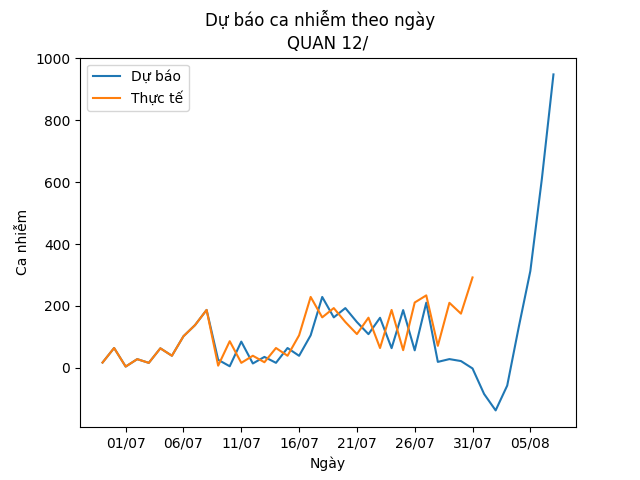 Dự báo ca nhiễm theo ngày
QUAN 12/
Dự báo
Thực tế
Ca nhiễm
1000
800
600
400
200
0
01/07 06/07 11/07 16/07 21/07 26/07 31/07 05/08
Ngày